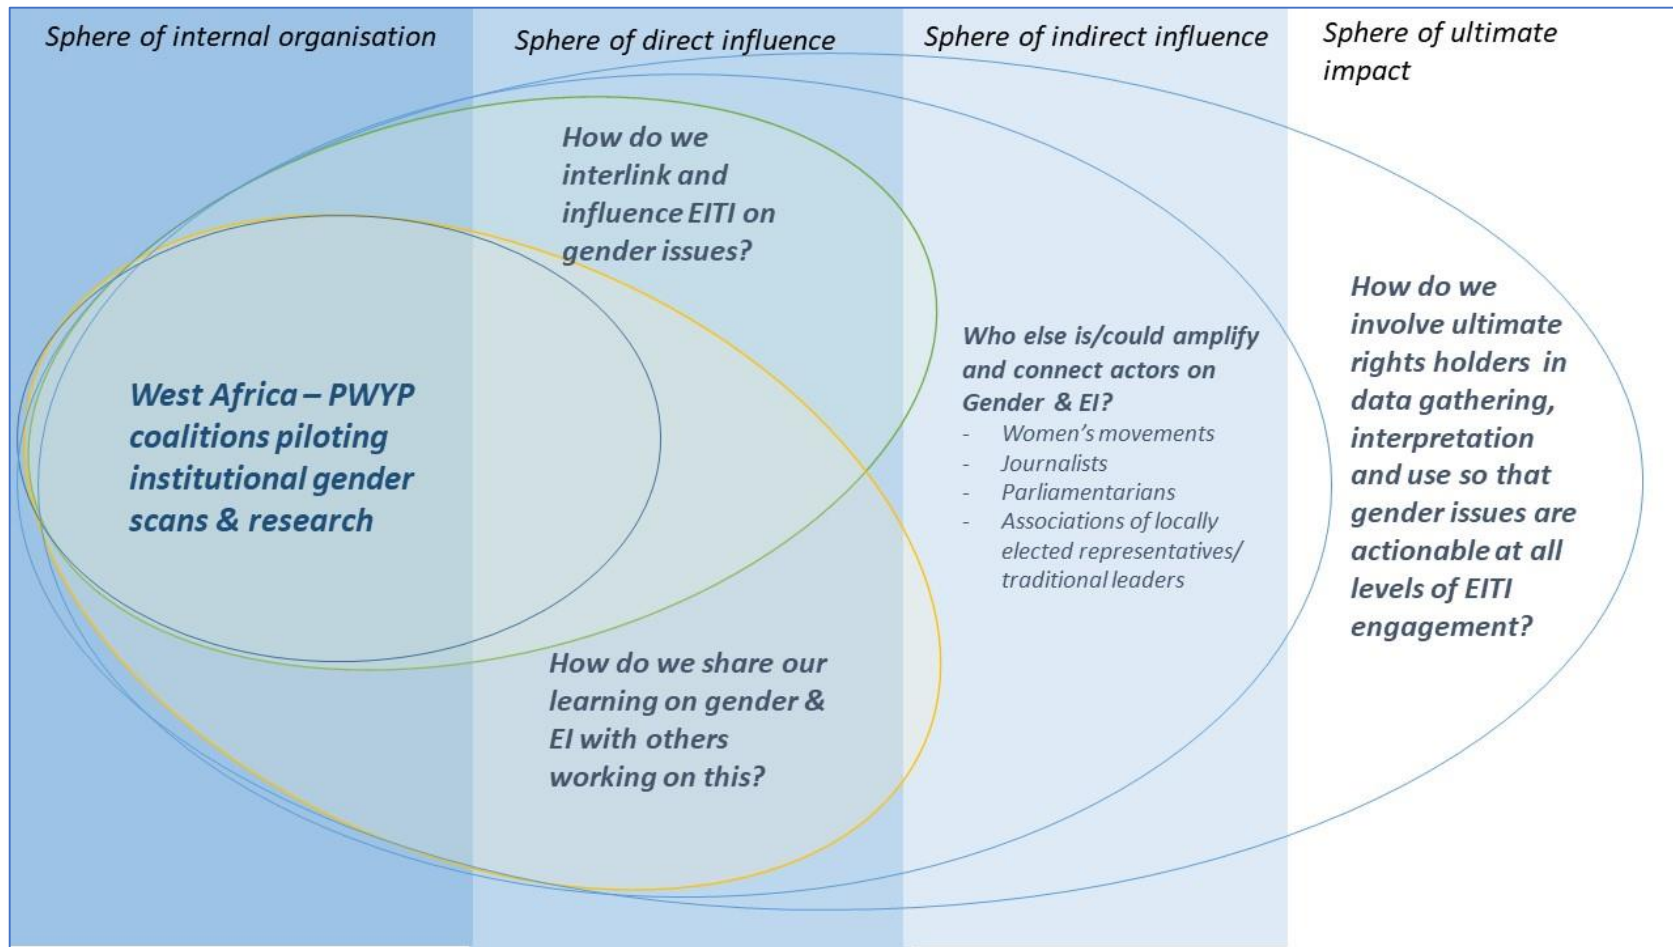 Sphere of internal organisation
Sphere of direct influence
Sphere of indirect influence
Sphere of ultimate
impact
How do we
interlink and
influence EITI on
gender issues?
West Africa – PWYP
coalitions piloting
institutional gender
scans & research
How do we share our
learning on gender &
EI with others
working on this?
Who else is/could amplify
and connect actors on
Gender & EI?
- Women's movements
- Journalists
- Parliamentarians
- Associations of locally
elected representatives/
traditional leaders
How do we
involve ultimate
rights holders in
data gathering,
interpretation
and use so that
gender issues are
actionable at all
levels of EITI
engagement?